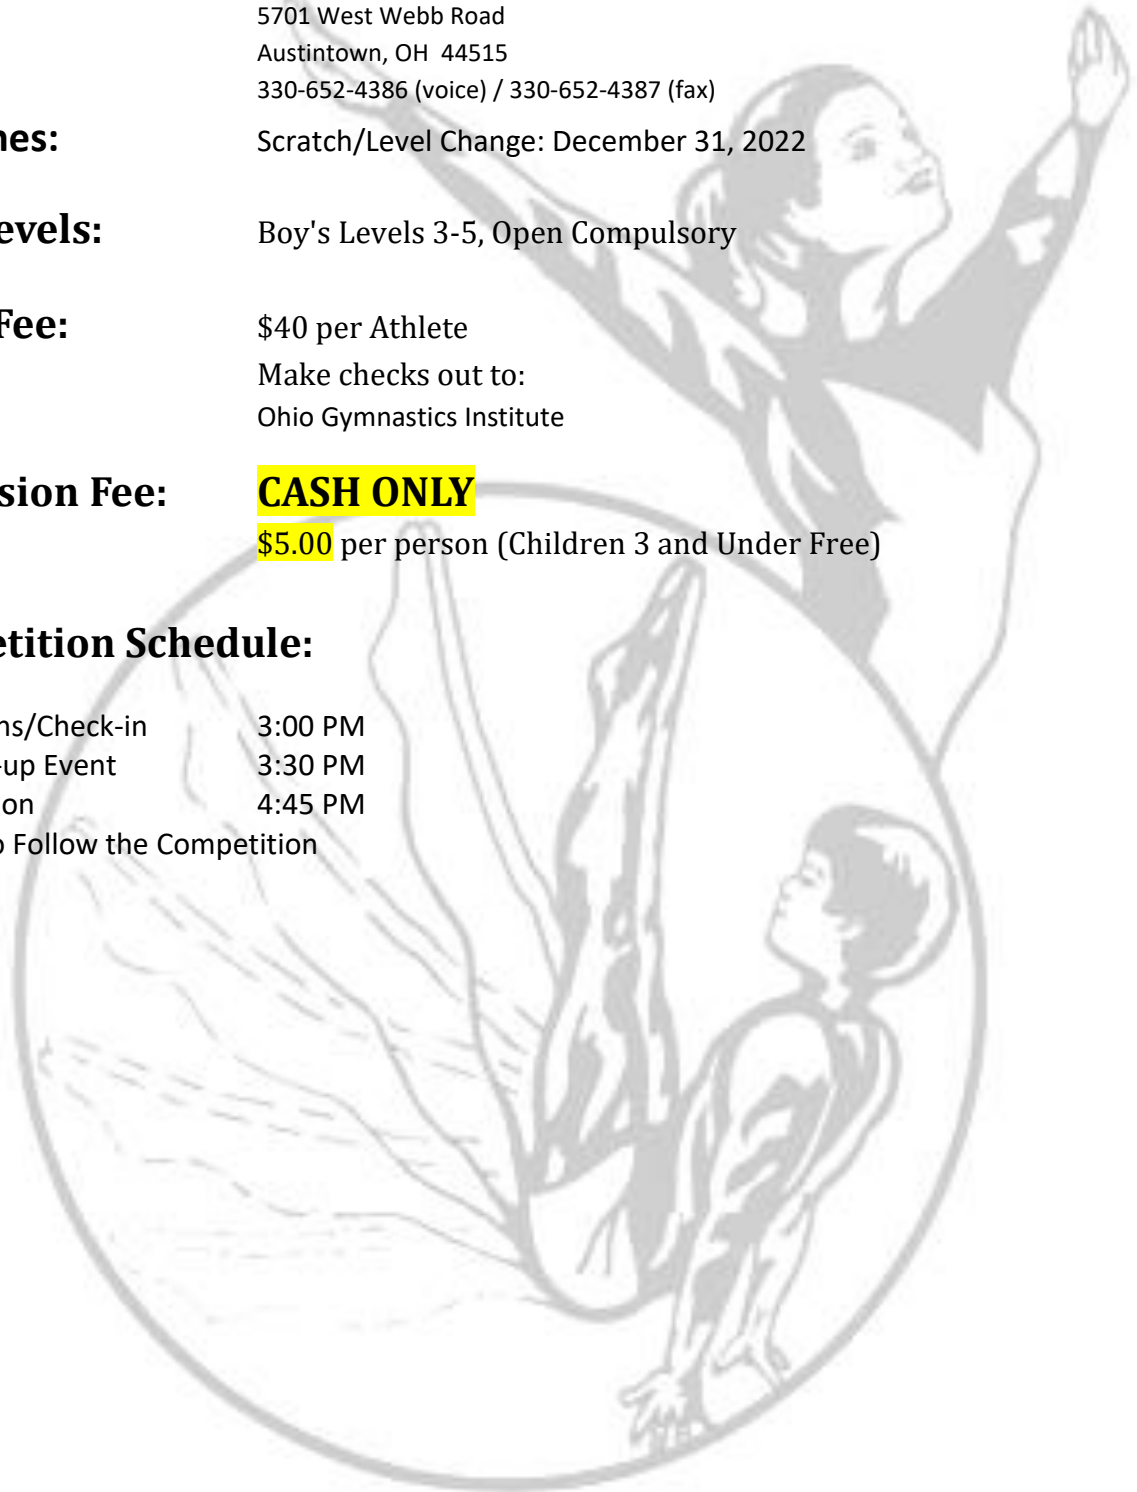 5701 West Webb Road
Austintown, OH  44515
330-652-4386 (voice) / 330-652-4387 (fax)
nes: Scratch/Level Change: December 31, 2022
evels: Boy's Levels 3-5, Open Compulsory
Fee: $40 per Athlete
Make checks out to:
Ohio Gymnastics Institute
sion Fee: CASH ONLY
$5.00 per person (Children 3 and Under Free)
etition Schedule:
ns/Check-in 3:00 PM
-up Event 3:30 PM
on 4:45 PM
o Follow the Competition